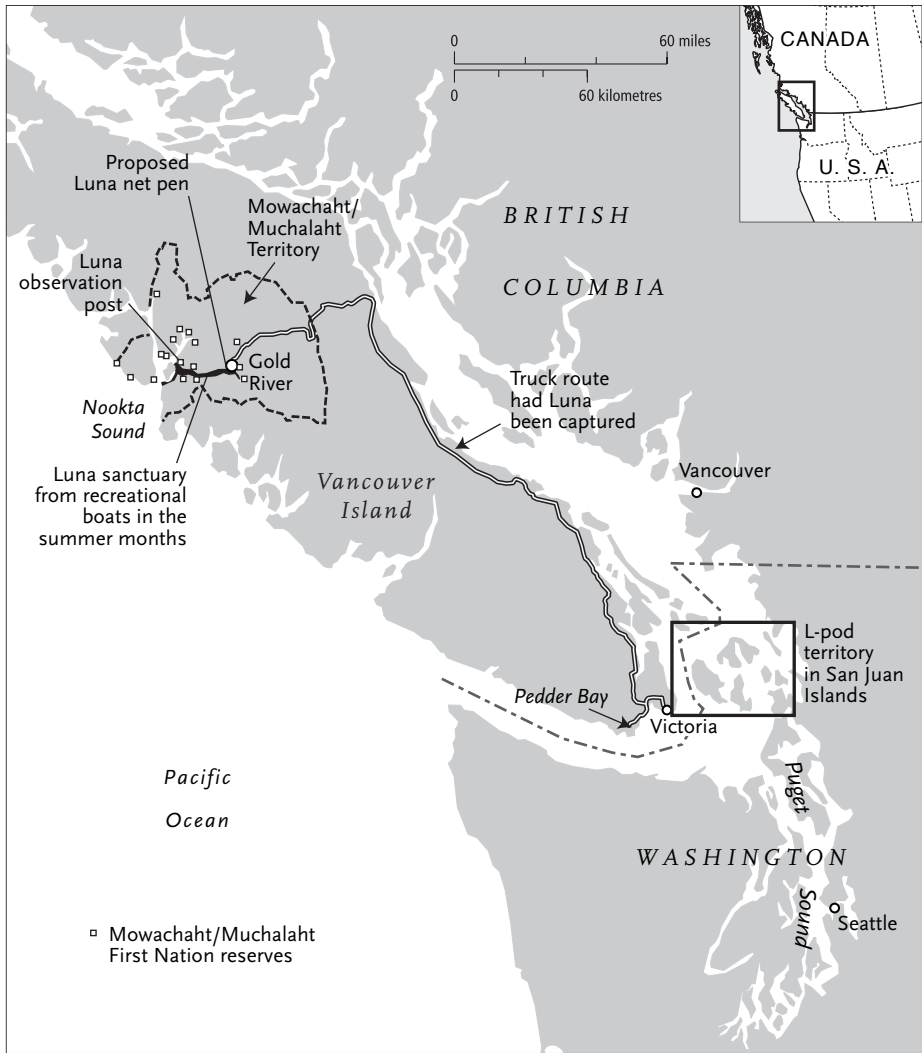 0 60 miles
0 60 kilometres
CANADA
U. S. A.
Proposed
Luna net pen
Mowachaht/
Muchalaht
Territory
BRITISH
COLUMBIA
Luna
observation
post
Gold
River
Nookta
Sound
Truck route
had Luna
been captured
Luna sanctuary
from recreational
boats in the
summer months
Vancouver
Island
Vancouver
L-pod
territory
in San Juan
Islands
Pedder Bay
Victoria
Pacific
Ocean
Puget
Sound
WASHINGTON
Seattle
Mowachaht/Muchalaht
First Nation reserves